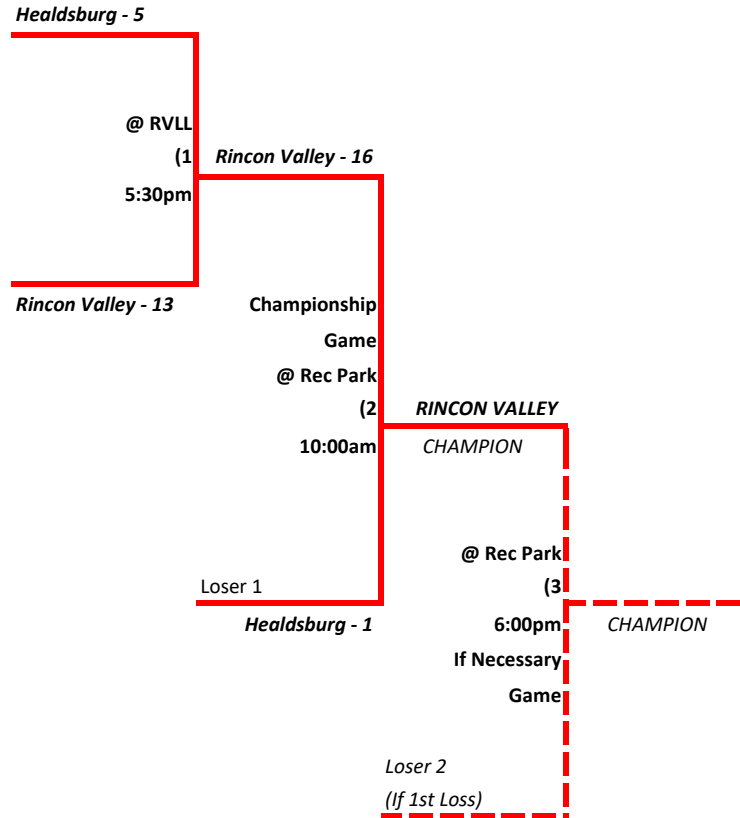 Healdsburg - 5
@ RVLL
(1
Rincon Valley - 16
5:30pm
Rincon Valley - 13
Championship
Game
@ Rec Park
(2
RINCON VALLEY
10:00am
CHAMPION
@ Rec Park
Loser 1
(3
Healdsburg - 1
6:00pm
CHAMPION
If Necessary
Game
Loser 2
(If 1st Loss)